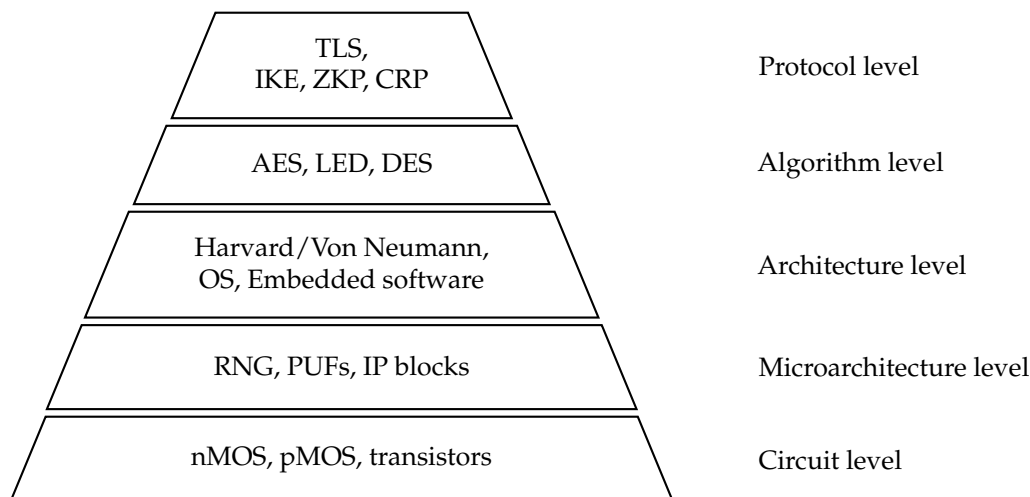 TLS,
IKE, ZKP, CRP
Protocol level
AES, LED, DES
Algorithm level
Harvard/Von Neumann,
OS, Embedded software
Architecture level
RNG, PUFs, IP blocks
Microarchitecture level
nMOS, pMOS, transistors
Circuit level